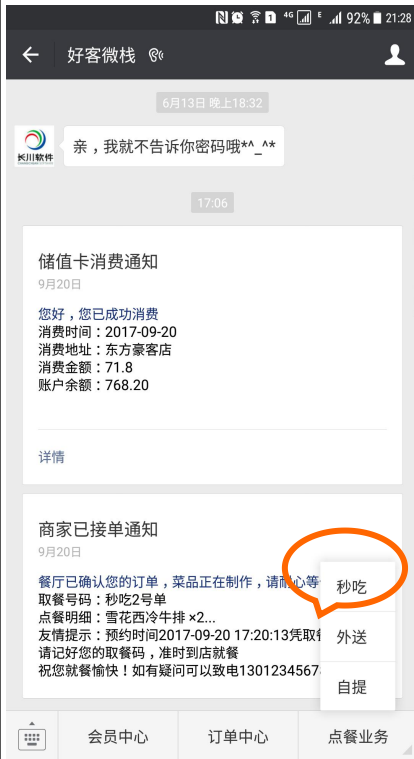 4G E 92% 21:28
好客微栈
6月13日 晚上18:32
长川软件
亲，我就不告诉你密码哦*^_^*
17:06
储值卡消费通知
9月20日
您好，您已成功消费
消费时间：2017-09-20
消费地址：东方豪客店
消费金额：71.8
账户余额：768.20
详情
商家已接单通知
9月20日
餐厅已确认您的订单，菜品正在制作，请耐心等
取餐号码：秒吃2号单
点餐明细：雪花西冷牛排 ×2...
友情提示：预约时间2017-09-20 17:20:13凭取
请记好您的取餐码，准时到店就餐
祝您就餐愉快！如有疑问可以致电1301234567
秒吃
外送
自提
会员中心
订单中心
点餐业务